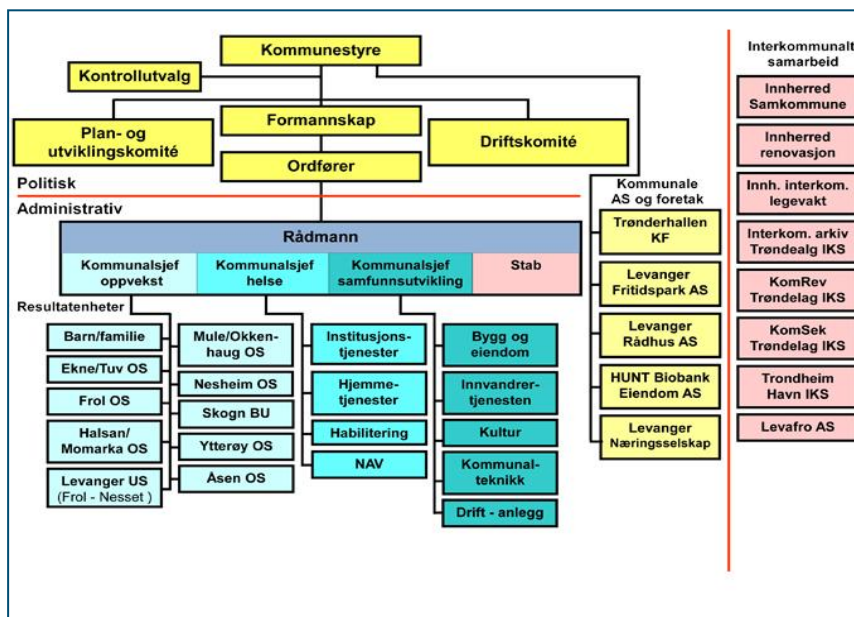 Kommunestyre
Kontrollutvalg
Plan- og
utviklingskomité
Formannskap
Driftskomité
Ordfører
Politisk
Administrativ
Rådmann
Kommunalsjef
oppvekst
Kommunalsjef
helse
Kommunalsjef
samfunnsutvikling
Stab
Resultatenheter
Barn/familie
Ekne/Tuv OS
Frol OS
Halsan/
Momarka OS
Levanger US
(Frol - Nesset )
Mule/Okken-
haug OS
Nesheim OS
Skogn BU
Ytterøy OS
Åsen OS
Institusjons-
tjenester
Hjemme-
tjenester
Habilitering
NAV
Bygg og
eiendom
Innvandrer-
tjenesten
Kultur
Kommunal-
teknikk
Drift - anlegg
Kommunale
AS og foretak
Trønderhallen
KF
Levanger
Fritidspark AS
Levanger
Rådhus AS
HUNT Biobank
Eiendom AS
Levanger
Næringsselskap
Interkommunalt
samarbeid
Innherred
Samkommune
Innherred
renovasjon
Innh. interkom.
legevakt
Interkom. arkiv
Trøndealg IKS
KomRev
Trøndelag IKS
KomSek
Trøndelag IKS
Trondheim
Havn IKS
Levafro AS